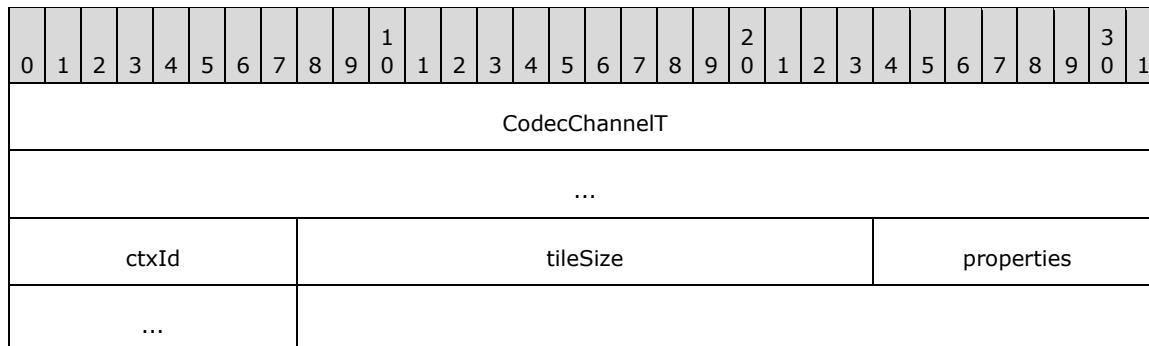 1 2 3
0 1 2 3 4 5 6 7 8 9 0 1 2 3 4 5 6 7 8 9 0 1 2 3 4 5 6 7 8 9 0 1
CodecChannelT
...
ctxId tileSize properties
...